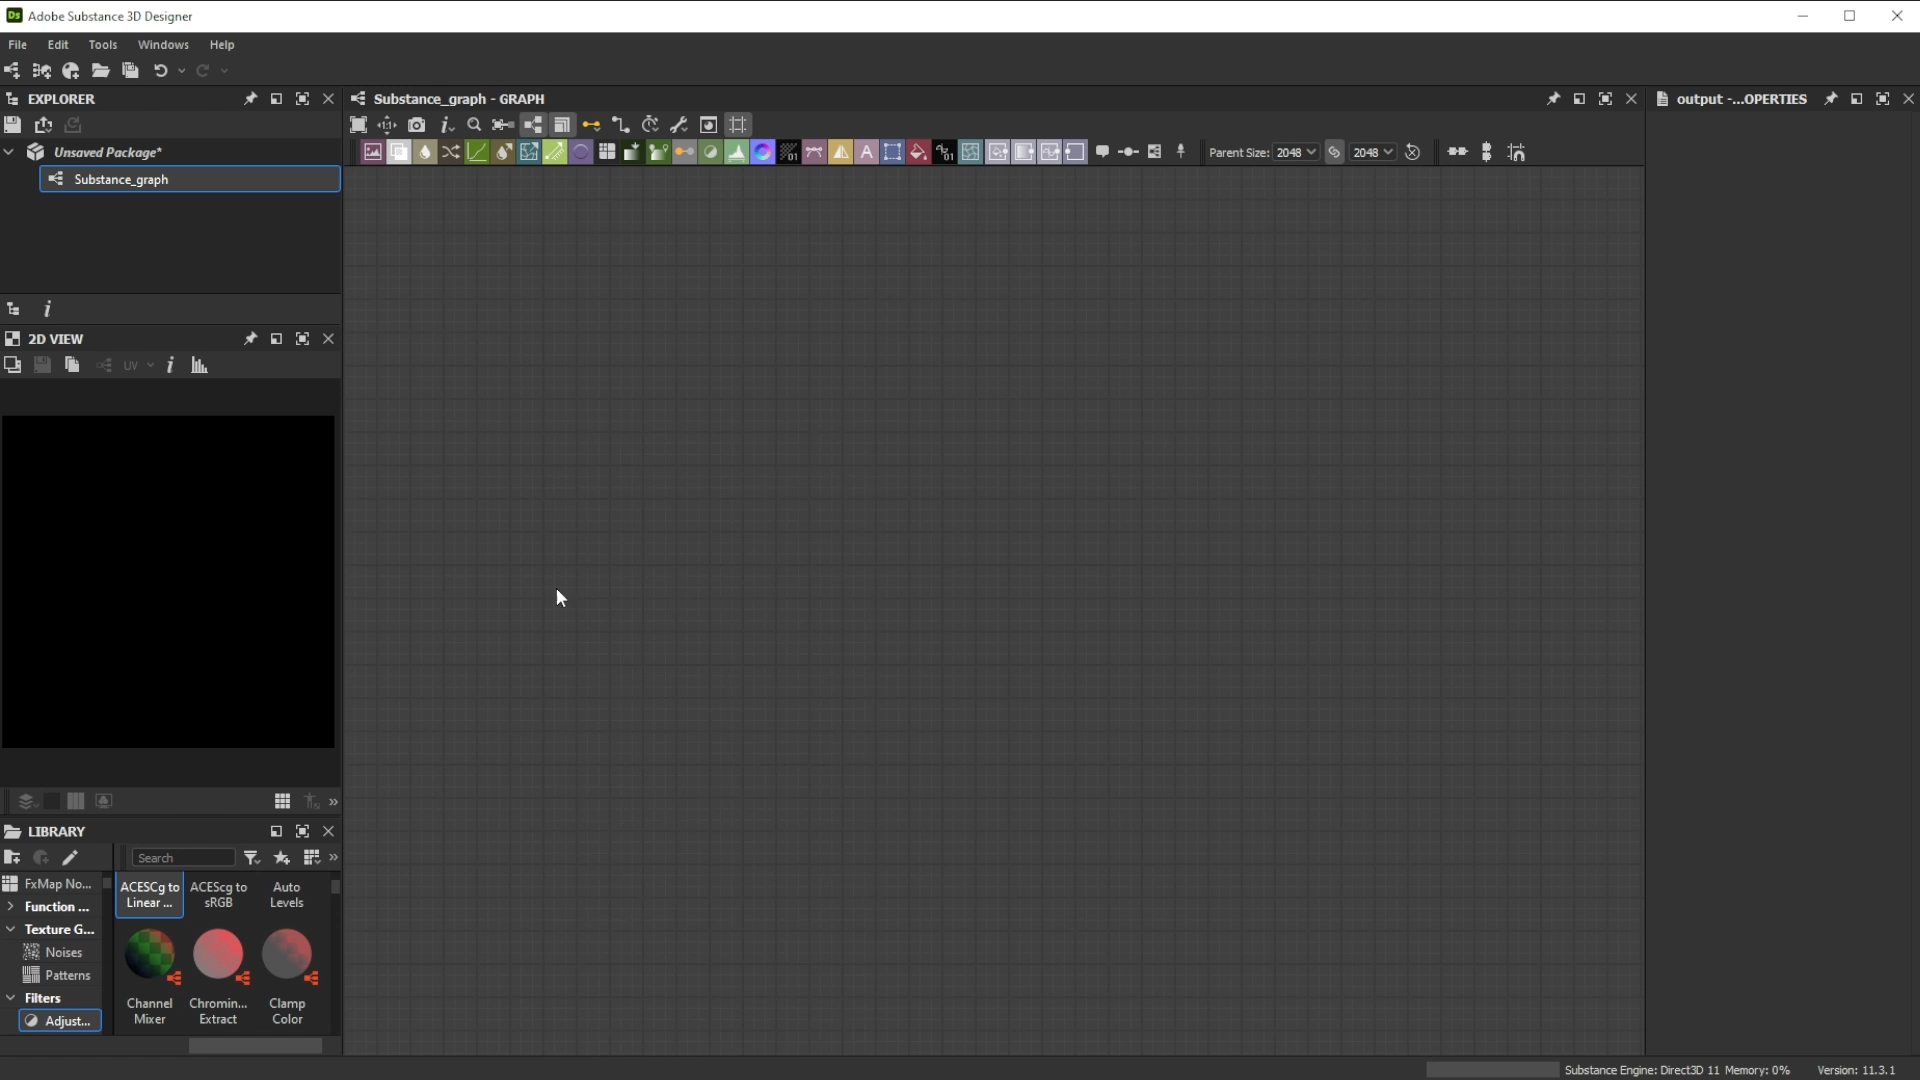 Ds Adobe Substance 3D Designer
File Edit Tools Windows Help
EXPLORER
Substance_graph - GRAPH
output -...OPERTIES
Unsaved Package*
Parent Size: 2048 2048
Substance_graph
2D VIEW
UV
LIBRARY
Search
FxMap No...
Function ...
Texture G...
Noises
Patterns
Filters
Adjust...
ACESCg to Linear ...
ACEScg to sRGB
Auto Levels
Channel Mixer
Chromin... Extract
Clamp Color
Substance Engine: Direct3D 11 Memory: 0% Version: 11.3.1